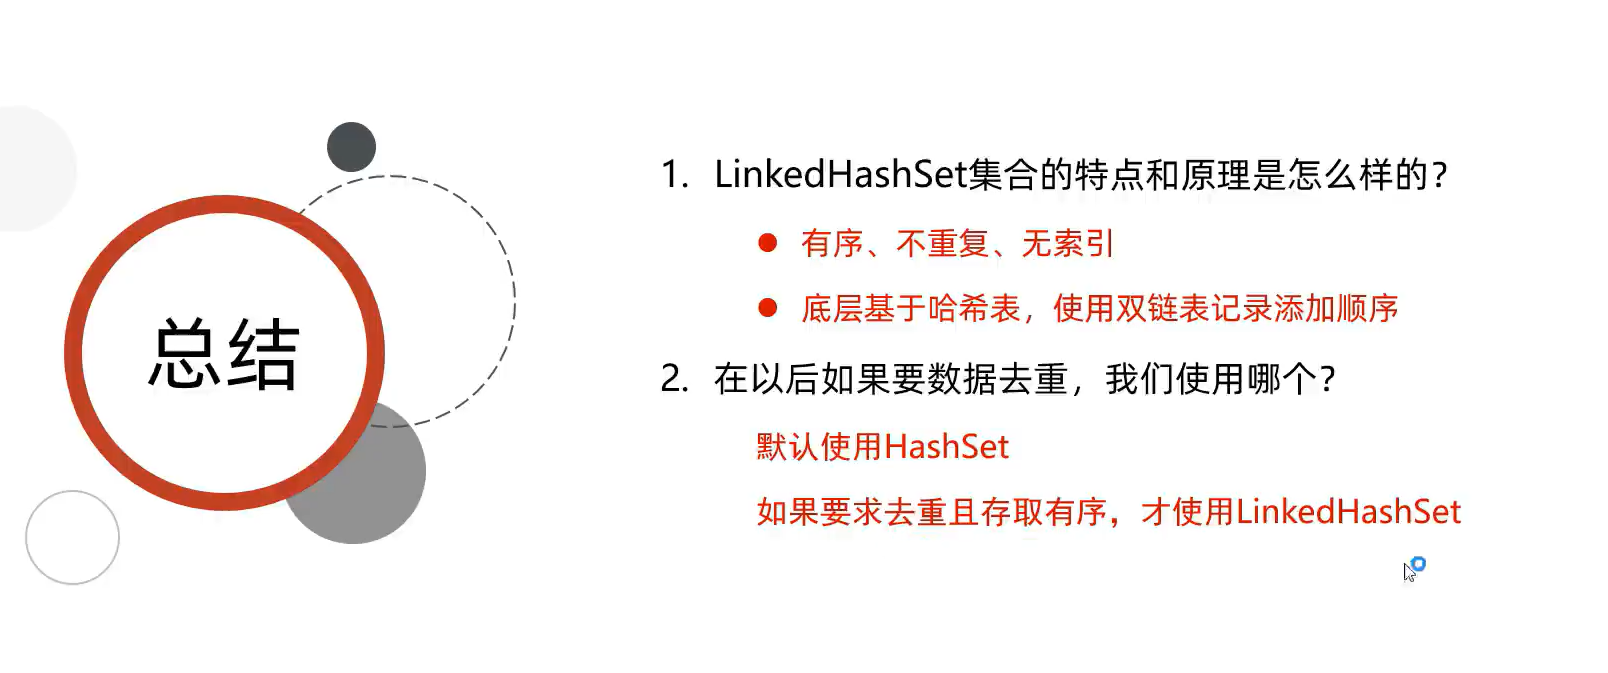 总结
1. LinkedHashSet集合的特点和原理是怎么样的?
● 有序、不重复、无索引
● 底层基于哈希表，使用双链表记录添加顺序
2. 在以后如果要数据去重，我们使用哪个?
默认使用HashSet
如果要求去重且存取有序，才使用LinkedHashSet